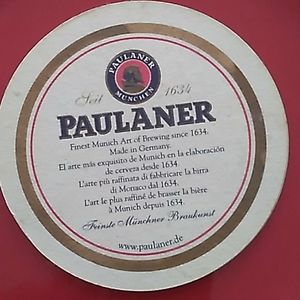 PAULANER
MÜNCHEN
Seit 1634
PAULANER
Finest Munich Art of Brewing since 1634.
Made in Germany.
El arte más exquisito de Munich en la elaboración
de cerveza desde 1634.
L'arte più raffinata di fabbricare la birra
di Monaco dal 1634.
L'art le plus raffiné de brasser la bière
à Munich depuis 1634.
Feinste Münchner Braukunst
www.paulaner.de